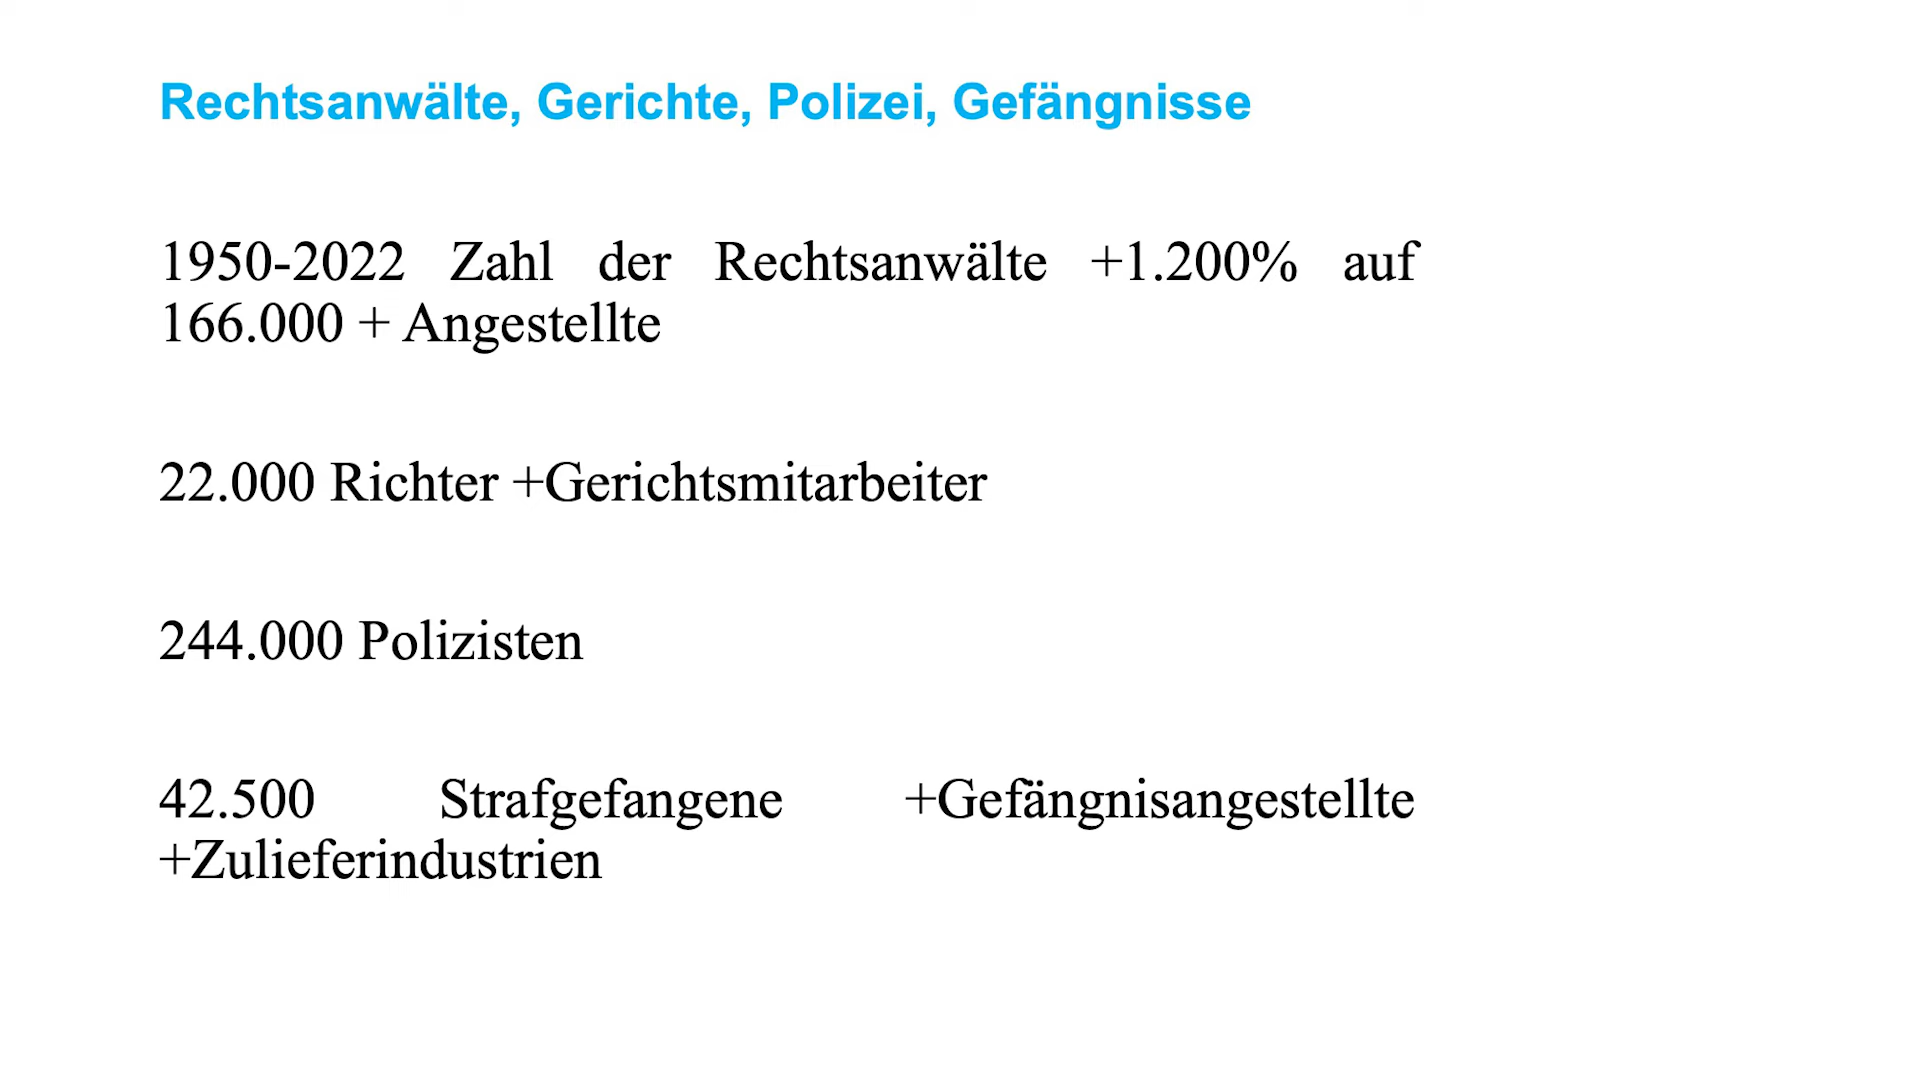 Rechtsanwälte, Gerichte, Polizei, Gefängnisse
1950-2022 Zahl der Rechtsanwälte +1.200% auf
166.000 + Angestellte
22.000 Richter +Gerichtsmitarbeiter
244.000 Polizisten
42.500 Strafgefangene +Gefängnisangestellte
+Zulieferindustrien